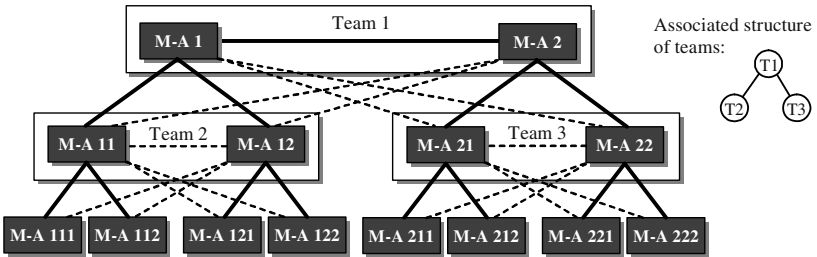 Team 1
M-A 1
M-A 2
Associated structure
of teams:
T1
T2
T3
Team 2
M-A 11
M-A 12
Team 3
M-A 21
M-A 22
M-A 111
M-A 112
M-A 121
M-A 122
M-A 211
M-A 212
M-A 221
M-A 222